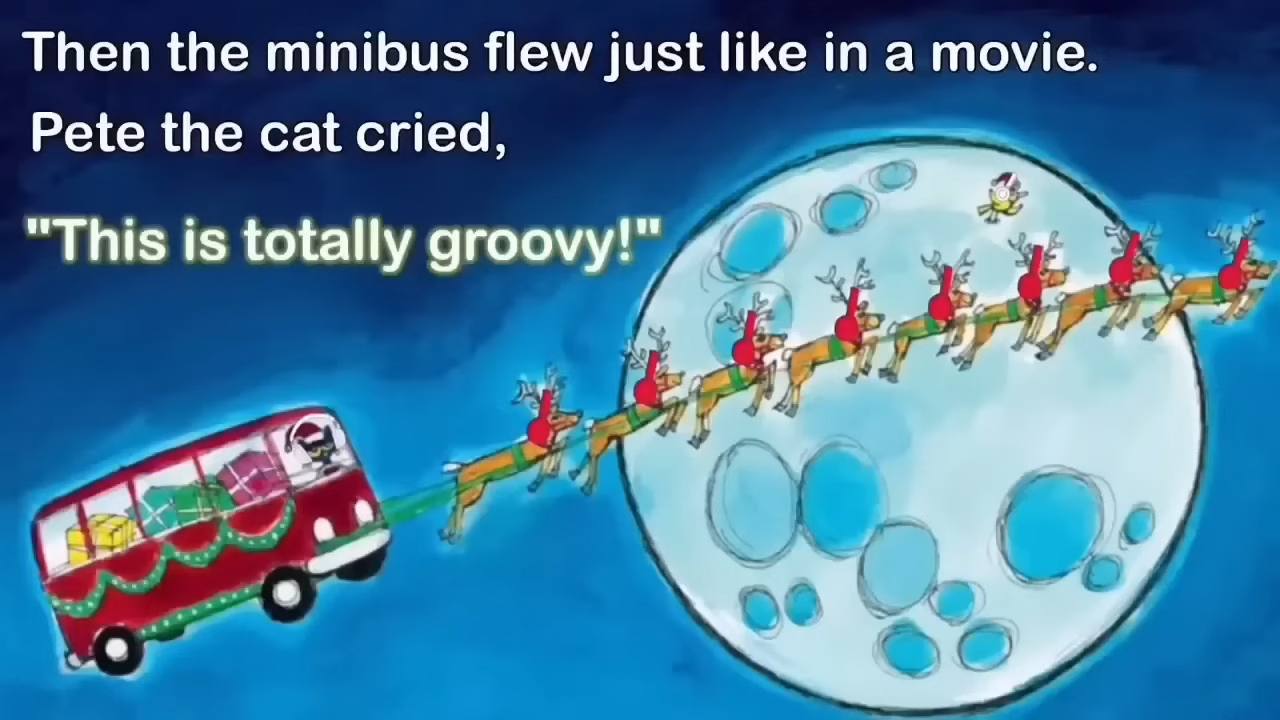 Then the minibus flew just like in a movie.
Pete the cat cried,
"This is totally groovy!"